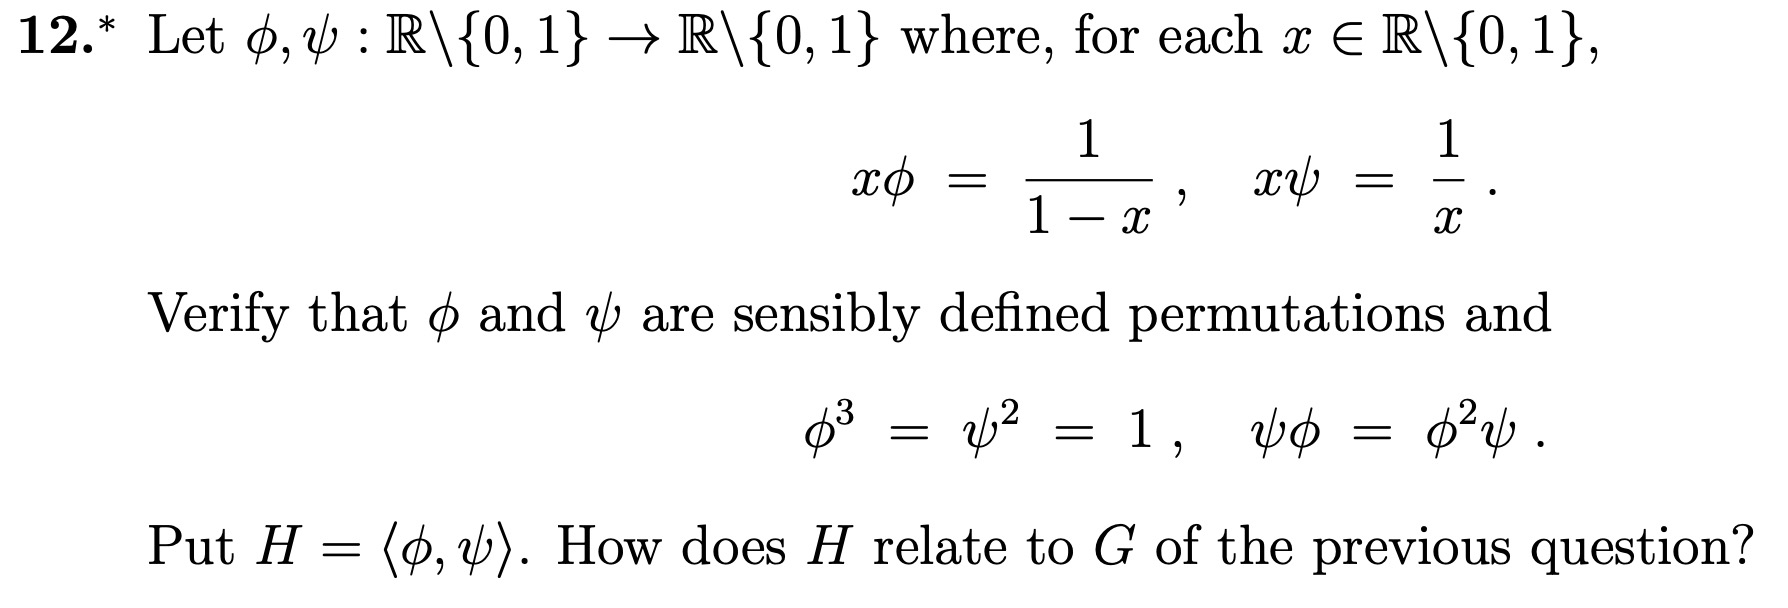 12.* Let ϕ, ψ : ℝ\{0, 1} → ℝ\{0, 1} where, for each x ∈ ℝ\{0, 1},
xϕ = 1/(1 − x) , xψ = 1/x .
Verify that ϕ and ψ are sensibly defined permutations and
ϕ³ = ψ² = 1 , ψϕ = ϕ²ψ .
Put H = ⟨ϕ, ψ⟩. How does H relate to G of the previous question?